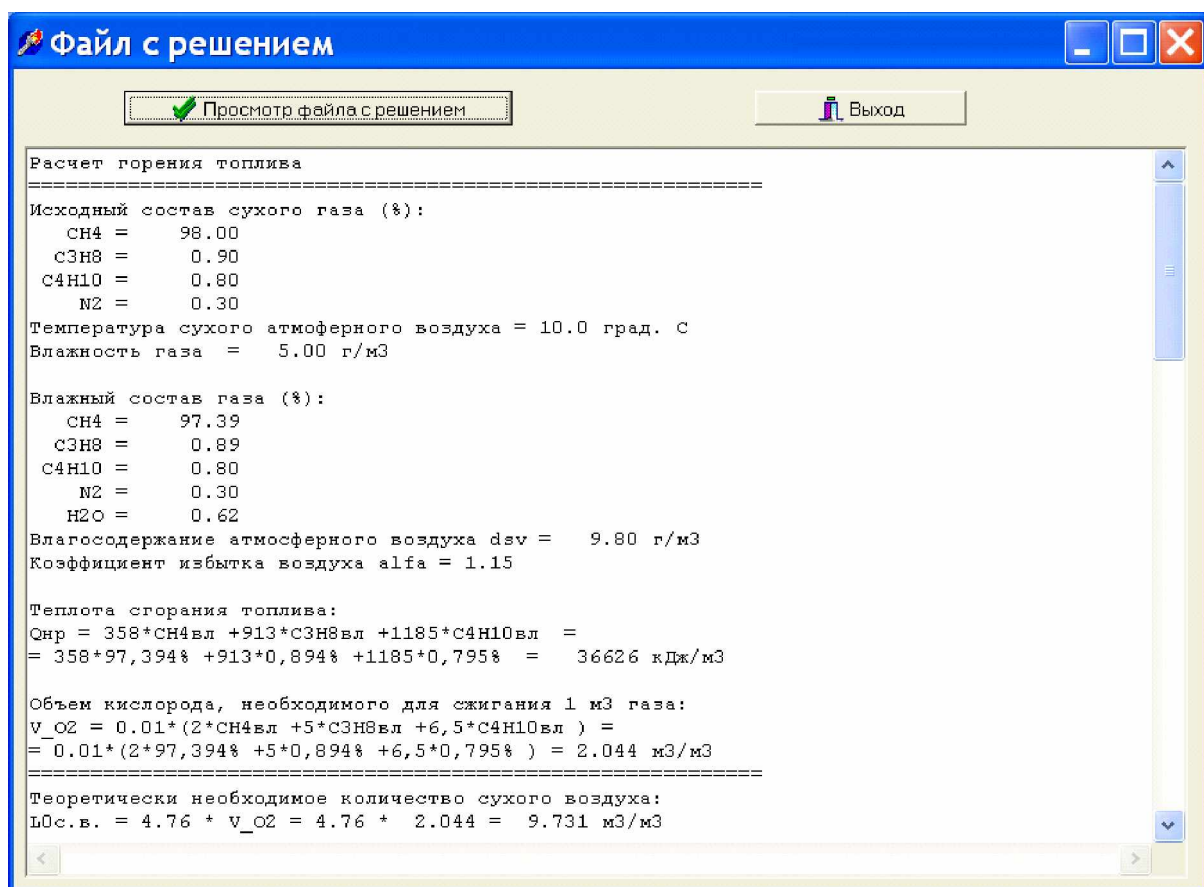 Файл с решением
Просмотр файла с решением
Выход
Расчет горения топлива
===========================================================
Исходный состав сухого газа (%):
CH4 = 98.00
C3H8 = 0.90
C4H10 = 0.80
N2 = 0.30
Температура сухого атмоферного воздуха = 10.0 град. С
Влажность газа = 5.00 г/м3
Влажный состав газа (%):
CH4 = 97.39
C3H8 = 0.89
C4H10 = 0.80
N2 = 0.30
H2O = 0.62
Влагосодержание атмосферного воздуха dsv = 9.80 г/м3
Коэффициент избытка воздуха alfa = 1.15
Теплота сгорания топлива:
Qнр = 358*CH4вл +913*C3H8вл +1185*C4H10вл =
= 358*97,394% +913*0,894% +1185*0,795% = 36626 кДж/м3
Объем кислорода, необходимого для сжигания 1 м3 газа:
V_O2 = 0.01*(2*CH4вл +5*C3H8вл +6,5*C4H10вл ) =
= 0.01*(2*97,394% +5*0,894% +6,5*0,795% ) = 2.044 м3/м3
===========================================================
Теоретически необходимое количество сухого воздуха:
L0с.в. = 4.76 * V_O2 = 4.76 * 2.044 = 9.731 м3/м3